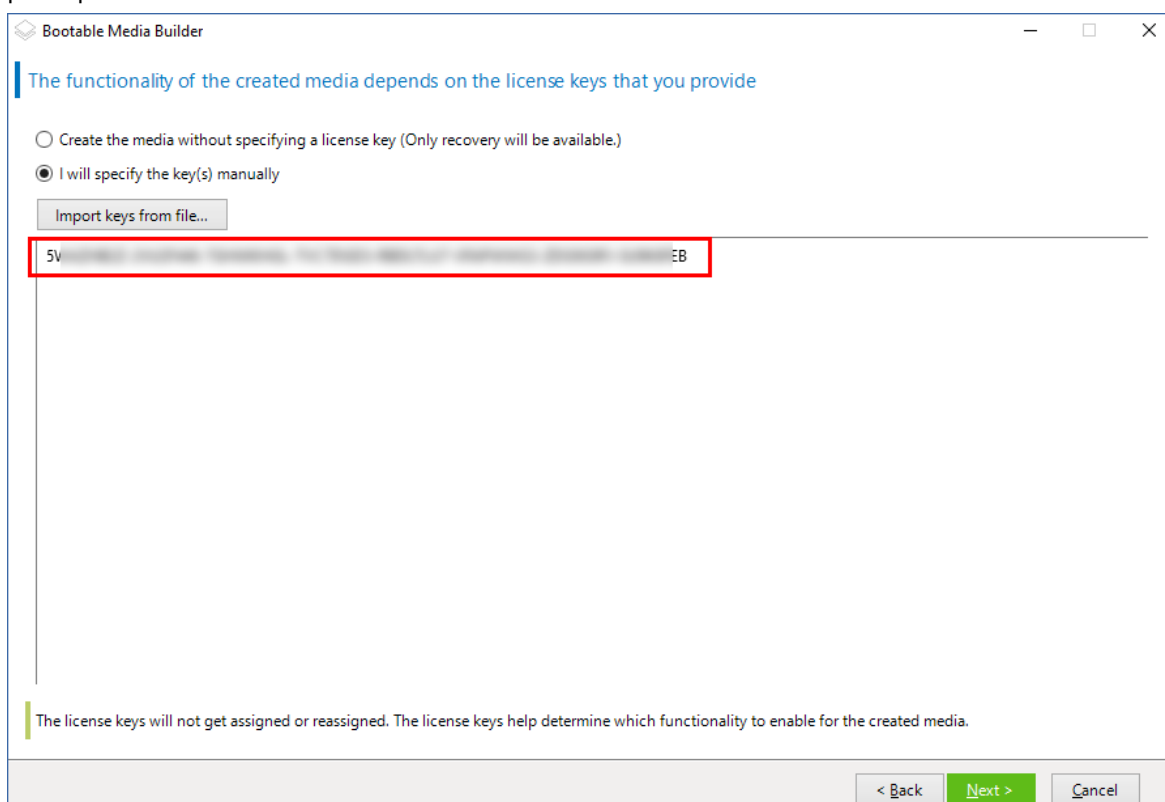 Bootable Media Builder
The functionality of the created media depends on the license keys that you provide
Create the media without specifying a license key (Only recovery will be available.)
I will specify the key(s) manually
Import keys from file...
5V EB
The license keys will not get assigned or reassigned. The license keys help determine which functionality to enable for the created media.
< Back Next > Cancel